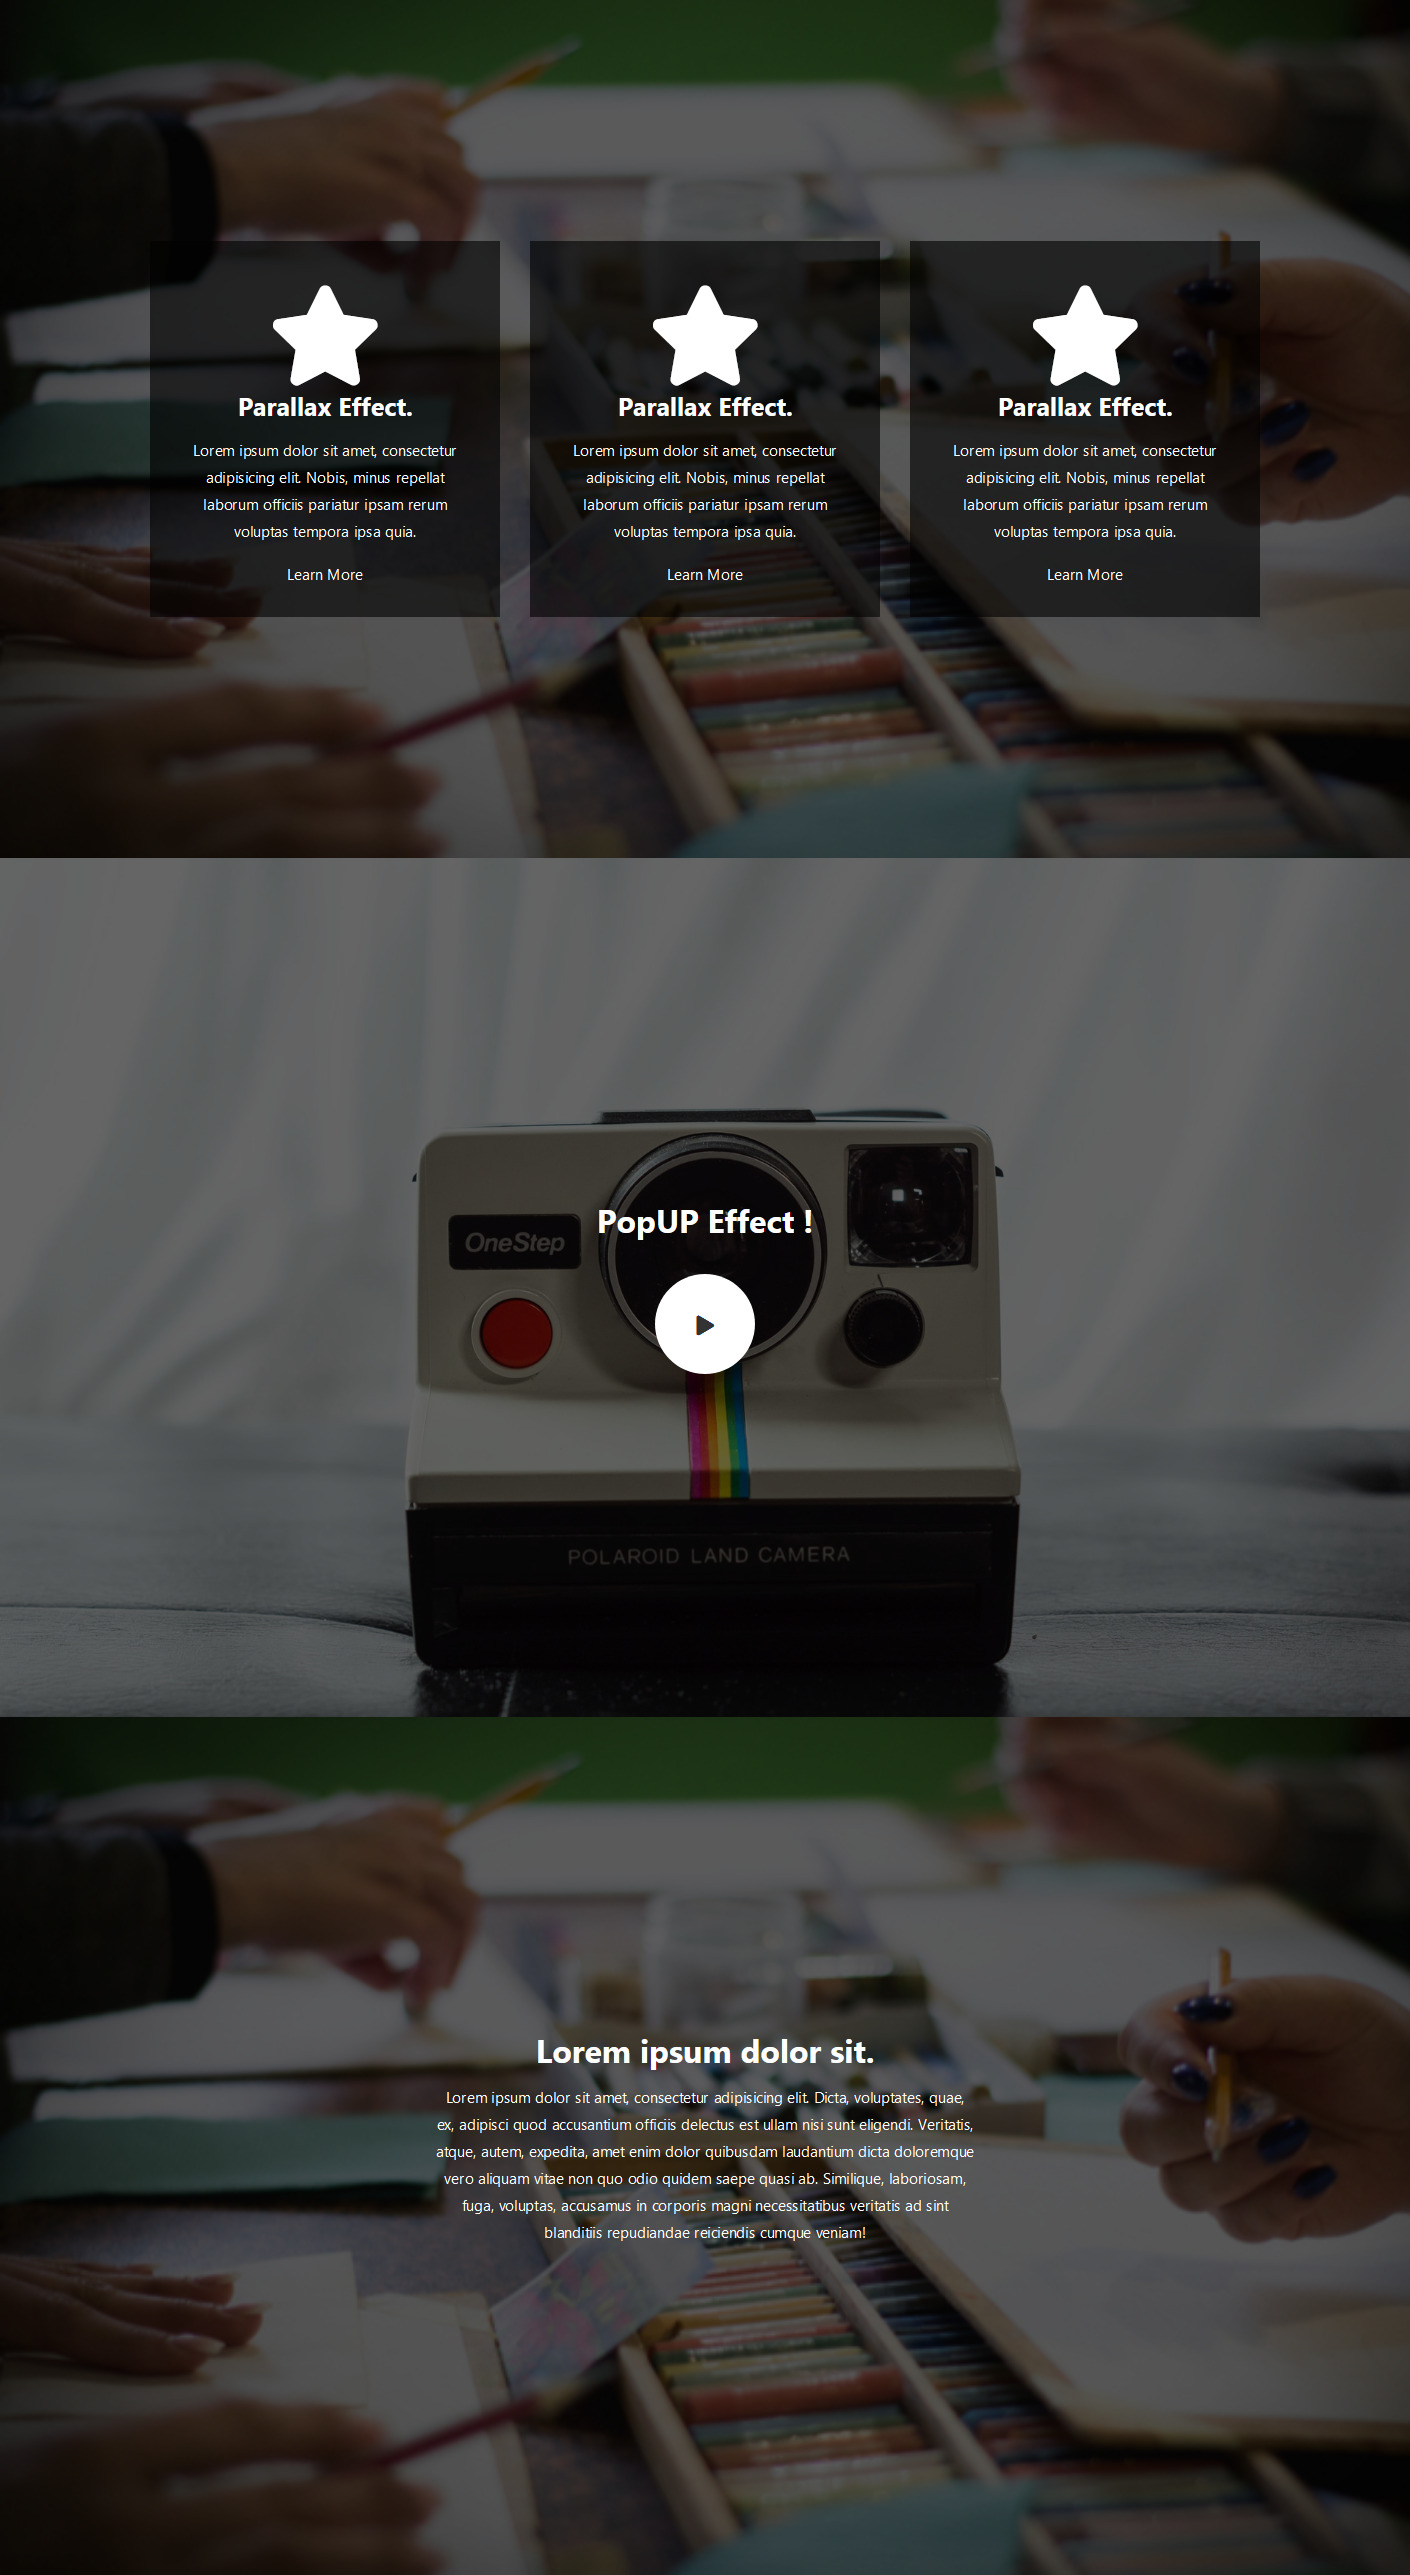 Parallax Effect.
Lorem ipsum dolor sit amet, consectetur
adipisicing elit. Nobis, minus repellat
laborum officiis pariatur ipsam rerum
voluptas tempora ipsa quia.
Learn More
Parallax Effect.
Lorem ipsum dolor sit amet, consectetur
adipisicing elit. Nobis, minus repellat
laborum officiis pariatur ipsam rerum
voluptas tempora ipsa quia.
Learn More
Parallax Effect.
Lorem ipsum dolor sit amet, consectetur
adipisicing elit. Nobis, minus repellat
laborum officiis pariatur ipsam rerum
voluptas tempora ipsa quia.
Learn More
PopUP Effect !
OneStep
POLAROID LAND CAMERA
Lorem ipsum dolor sit.
Lorem ipsum dolor sit amet, consectetur adipisicing elit. Dicta, voluptates, quae,
ex, adipisci quod accusantium officiis delectus est ullam nisi sunt eligendi. Veritatis,
atque, autem, expedita, amet enim dolor quibusdam laudantium dicta doloremque
vero aliquam vitae non quo odio quidem saepe quasi ab. Similique, laboriosam,
fuga, voluptas, accusamus in corporis magni necessitatibus veritatis ad sint
blanditiis repudiandae reiciendis cumque veniam!